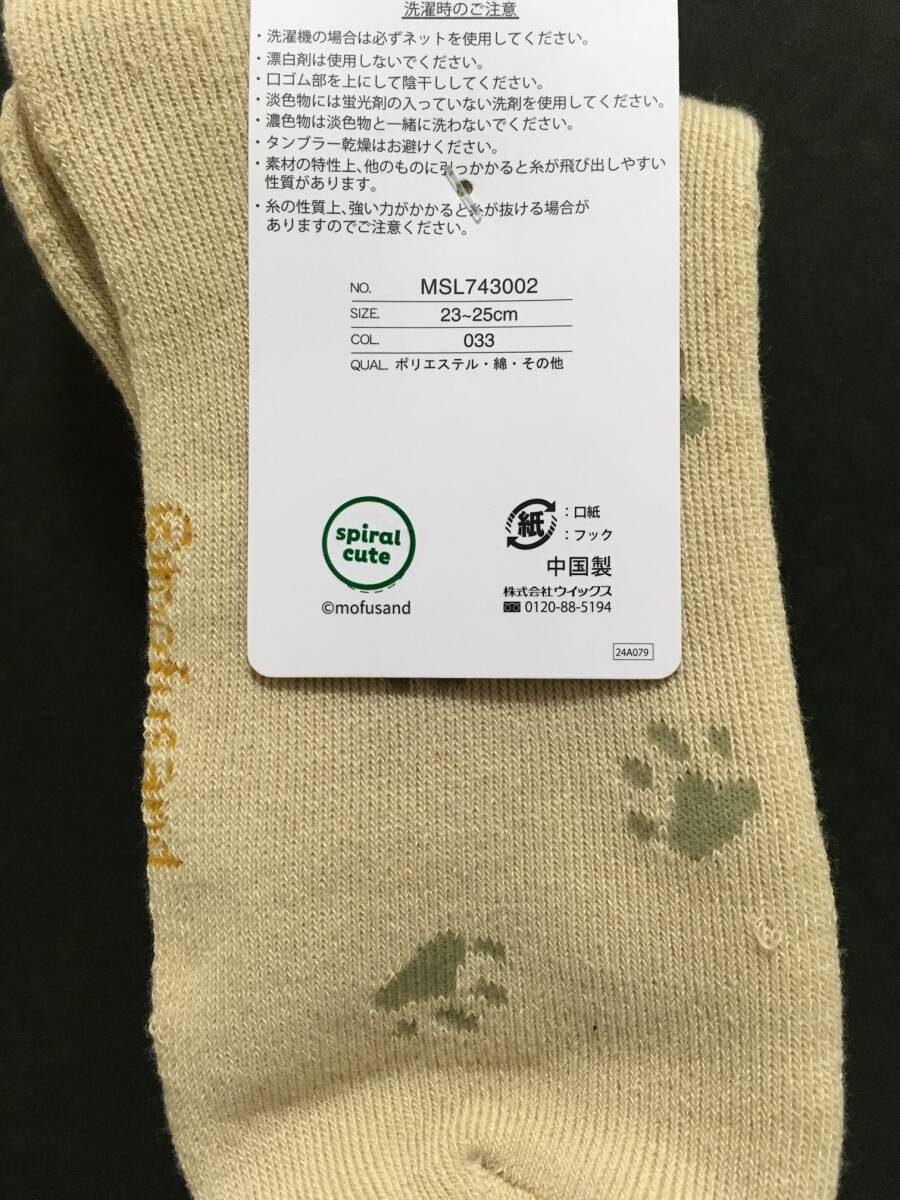 洗濯時のご注意
・洗濯機の場合は必ずネットを使用してください。
・漂白剤は使用しないでください。
・口ゴム部を上にして陰干ししてください。
・淡色物には蛍光剤の入っていない洗剤を使用してください。
・濃色物は淡色物と一緒に洗わないでください。
・タンブラー乾燥はお避けください。
・素材の特性上、他のものに引っかかると糸が飛び出しやすい
性質があります。
・糸の性質上、強い力がかかると糸が抜ける場合が
ありますのでご注意ください。
NO. MSL743002
SIZE. 23~25cm
COL. 033
QUAL. ポリエステル・綿・その他
spiral
cute
©mofusand
紙 :口紙
:フック
中国製
株式会社ウイックス
0120-88-5194
24A079
mofusand